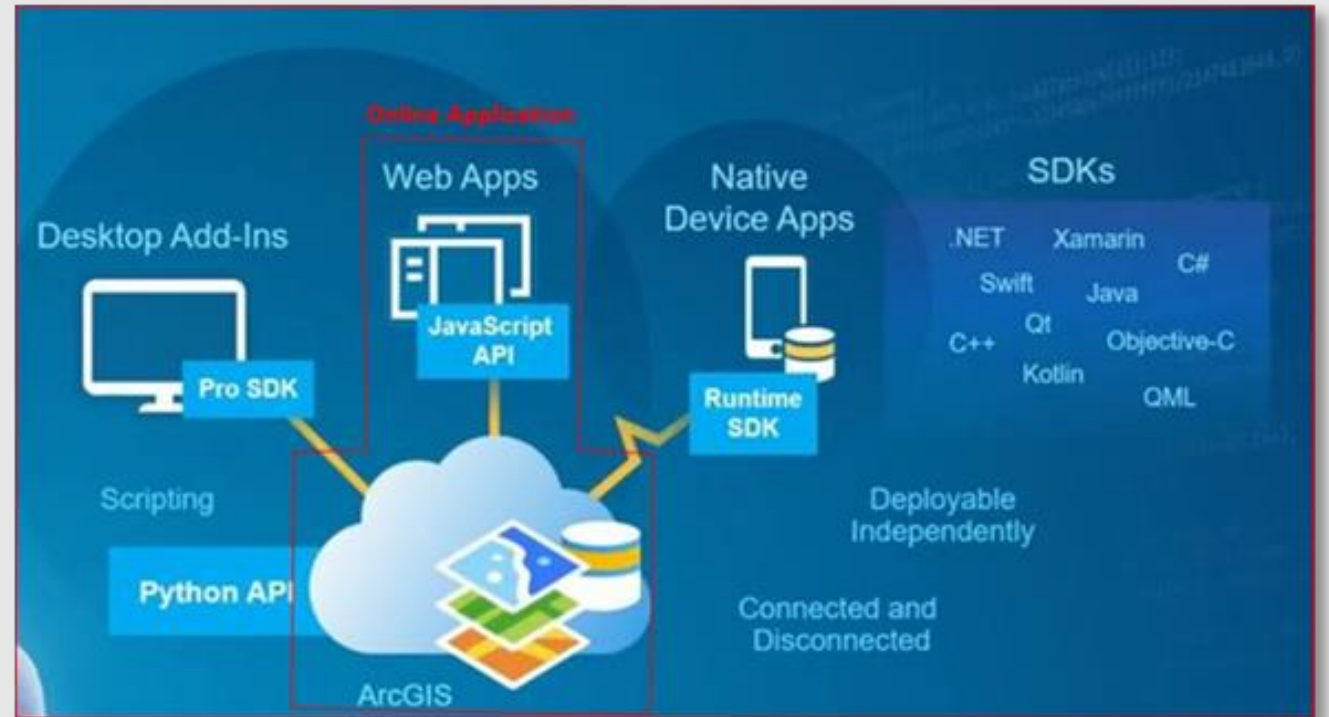 Online Application
Web Apps
Native
Device Apps
SDKs
Desktop Add-Ins
.NET
Xamarin
C#
Swift
Java
Qt
C++
Objective-C
Kotlin
QML
JavaScript
API
Pro SDK
Runtime
SDK
Scripting
Deployable
Independently
Python API
Connected and
Disconnected
ArcGIS